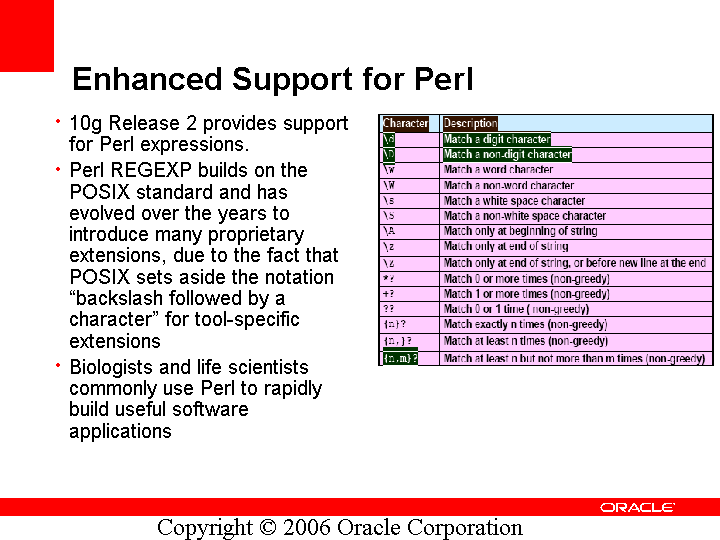 Enhanced Support for Perl
• 10g Release 2 provides support
for Perl expressions.
• Perl REGEXP builds on the
POSIX standard and has
evolved over the years to
introduce many proprietary
extensions, due to the fact that
POSIX sets aside the notation
“backslash followed by a
character” for tool-specific
extensions
• Biologists and life scientists
commonly use Perl to rapidly
build useful software
applications
Character Description
\d Match a digit character
\D Match a non-digit character
\w Match a word character
\W Match a non-word character
\s Match a white space character
\S Match a non-white space character
\A Match only at beginning of string
\z Match only at end of string
\Z Match only at end of string, or before new line at the end
*? Match 0 or more times (non-greedy)
+? Match 1 or more times (non-greedy)
?? Match 0 or 1 time ( non-greedy)
{n}? Match exactly n times (non-greedy)
{n,}? Match at least n times (non-greedy)
{n,m}? Match at least n but not more than m times (non-greedy)
ORACLE
Copyright © 2006 Oracle Corporation